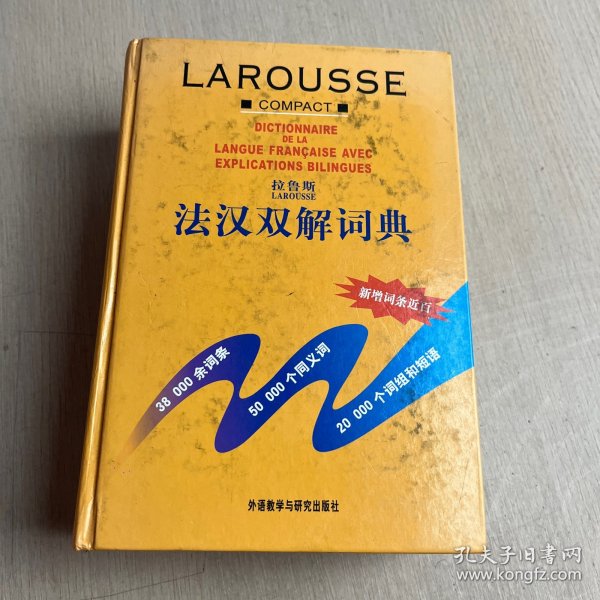 LAROUSSE
COMPACT
DICTIONNAIRE
DE LA
LANGUE FRANÇAISE AVEC
EXPLICATIONS BILINGUES
拉鲁斯
LAROUSSE
法汉双解词典
新增词条近百
38 000 余词条
50 000 个同义词
20 000 个词组和短语
外语教学与研究出版社
孔夫子旧书网
www.kongfz.com